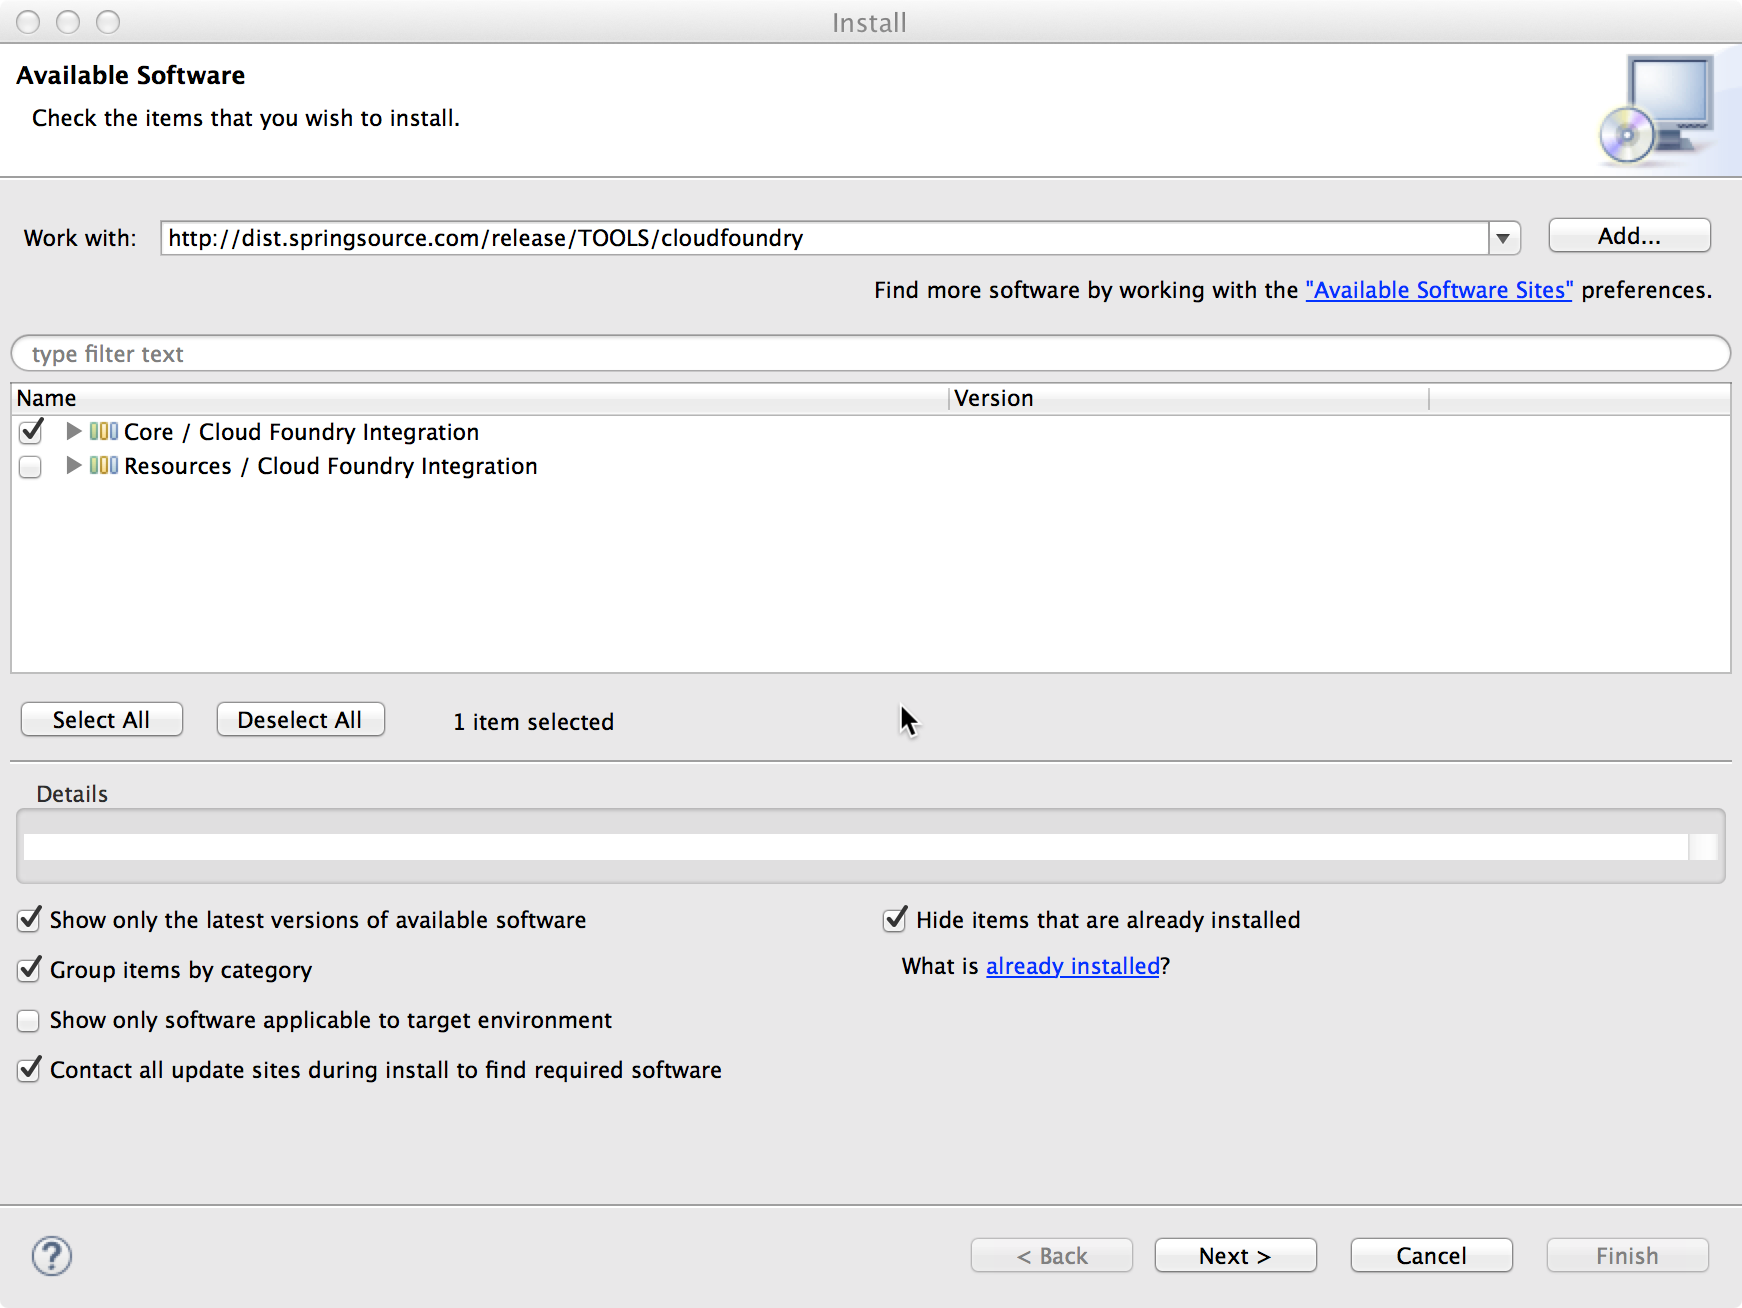 Install
Available Software
Check the items that you wish to install.
Work with: http://dist.springsource.com/release/TOOLS/cloudfoundry Add...
Find more software by working with the "Available Software Sites" preferences.
type filter text
Name Version
Core / Cloud Foundry Integration
Resources / Cloud Foundry Integration
Select All Deselect All 1 item selected
Details
Show only the latest versions of available software Hide items that are already installed
Group items by category What is already installed?
Show only software applicable to target environment
Contact all update sites during install to find required software
? < Back Next > Cancel Finish